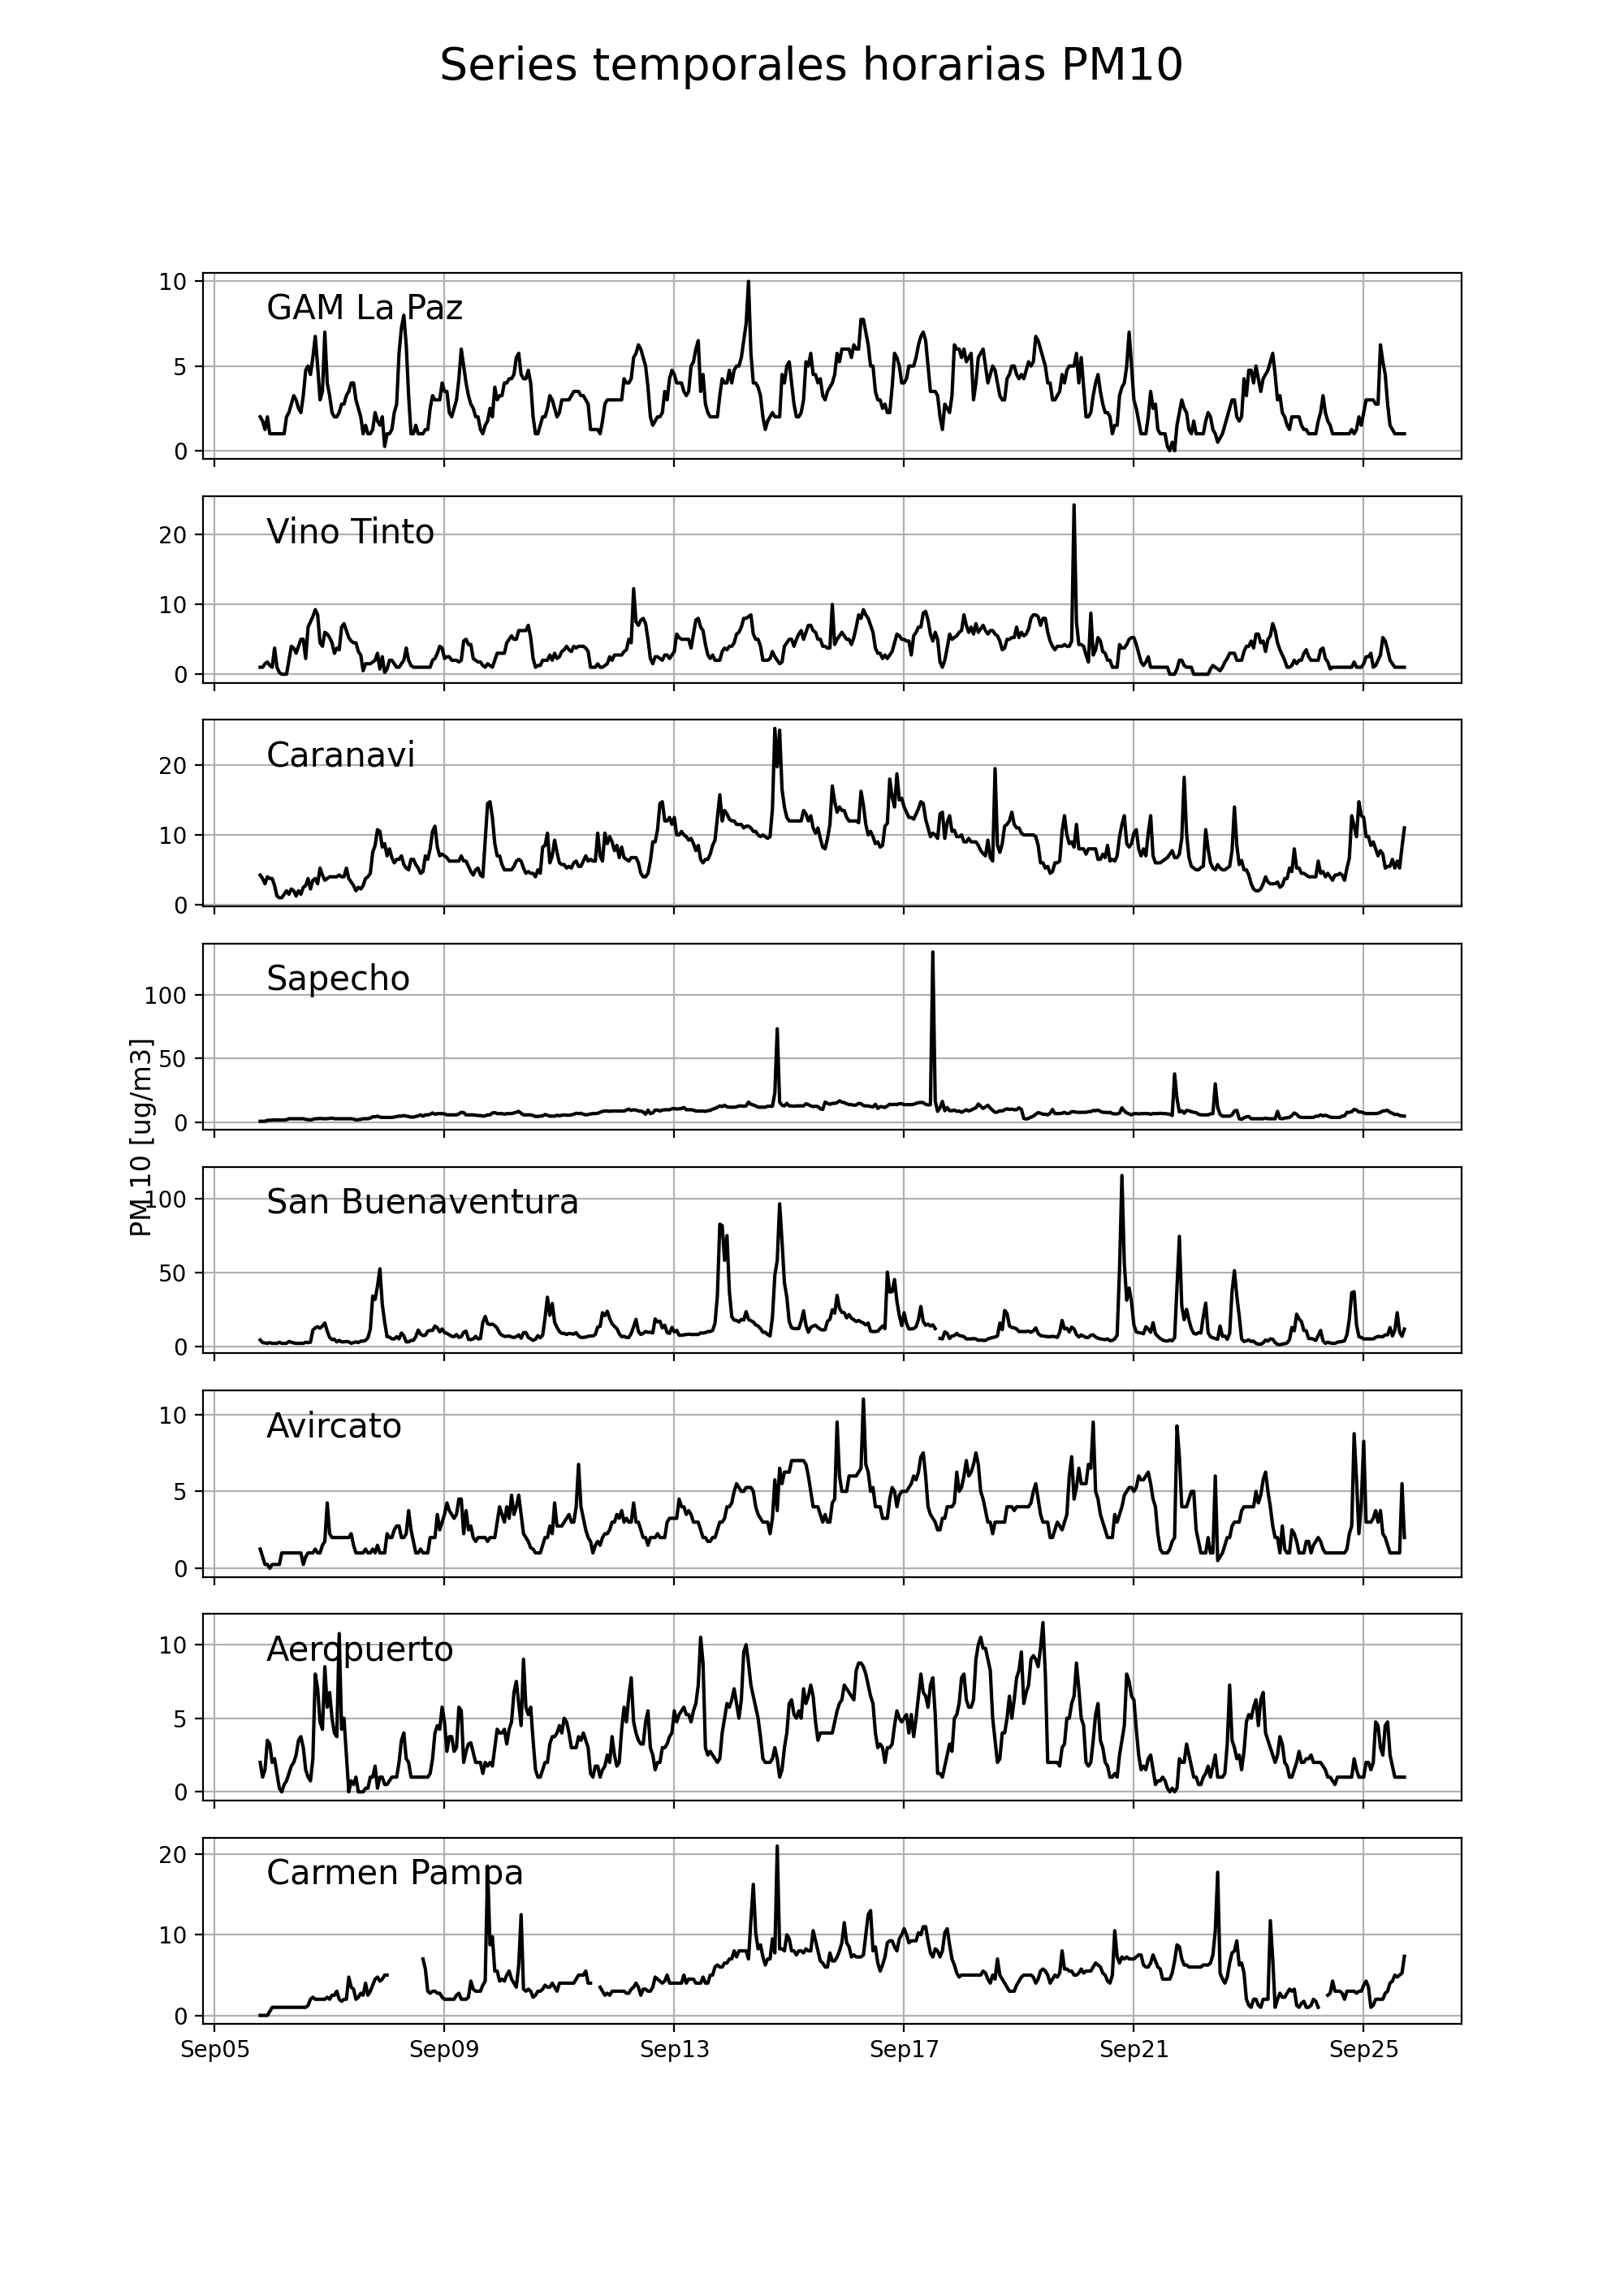 Series temporales horarias PM10
10
GAM La Paz
5
0
Vino Tinto
20
10
0
Caranavi
20
10
0
Sapecho
100
50
0
PM 10 [ug/m3]
100
San Buenaventura
50
0
10
Avircato
5
0
10
Aeropuerto
5
0
20
Carmen Pampa
10
0
Sep05 Sep09 Sep13 Sep17 Sep21 Sep25